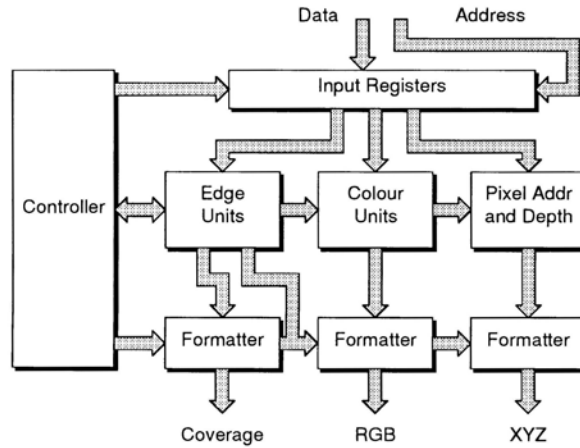 Data
Address
Input Registers
Controller
Edge
Units
Colour
Units
Pixel Addr
and Depth
Formatter
Formatter
Formatter
Coverage
RGB
XYZ